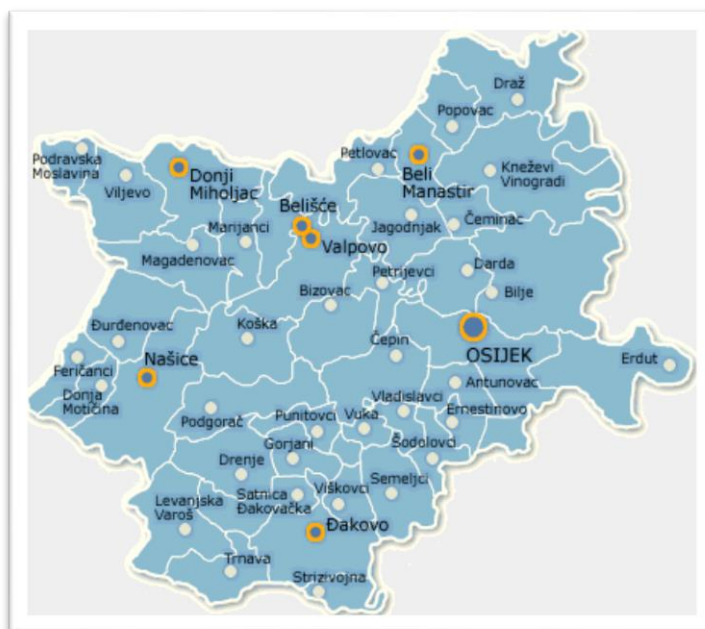 Draž
Popovac
Podravska
Moslavina
Viljevo
Donji
Miholjac
Petlovac
Beli
Manastir
Kneževi
Vinogradi
Belišće
Valpovo
Marijanci
Magadenovac
Jagodnjak
Čeminac
Petrijevci
Darda
Bizovac
Bilje
Đurđenovac
Koška
Čepin
OSIJEK
Feričanci
Našice
Erdut
Donja
Motičina
Antunovac
Podgorač
Punitovci
Vuka
Vladislavci
Ernestinovo
Gorjani
Šodolovci
Drenje
Semeljci
Levanjska
Varoš
Satnica
Đakovačka
Viškovci
Đakovo
Trnava
Strizivojna